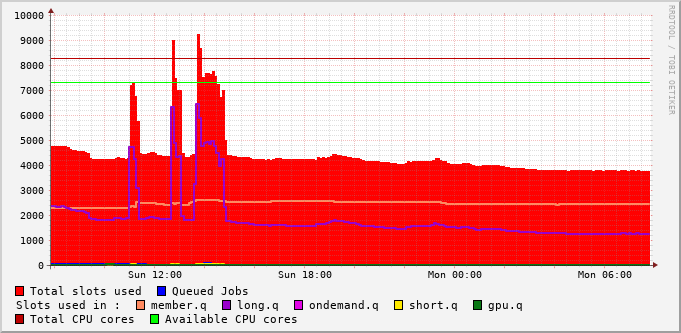 10000
9000
8000
7000
6000
5000
4000
3000
2000
1000
0
Sun 12:00 Sun 18:00 Mon 00:00 Mon 06:00
RRDTOOL / TOBI OETIKER
Total slots used Queued Jobs
Slots used in : member.q long.q ondemand.q short.q gpu.q
Total CPU cores Available CPU cores